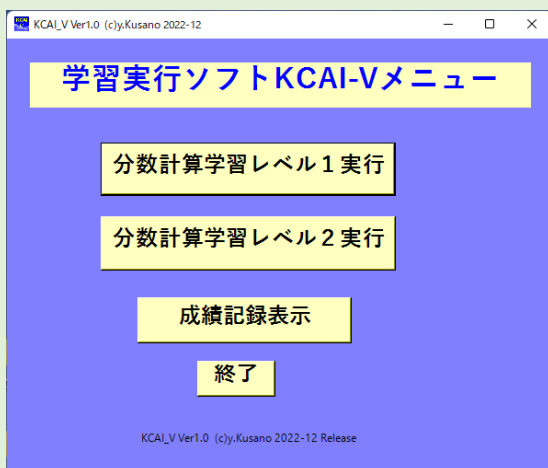 KCAI_V Ver1.0 (c)y.Kusano 2022-12
学習実行ソフトKCAI-Vメニュー
分数計算学習レベル１実行
分数計算学習レベル２実行
成績記録表示
終了
KCAI_V Ver1.0 (c)y.Kusano 2022-12 Release